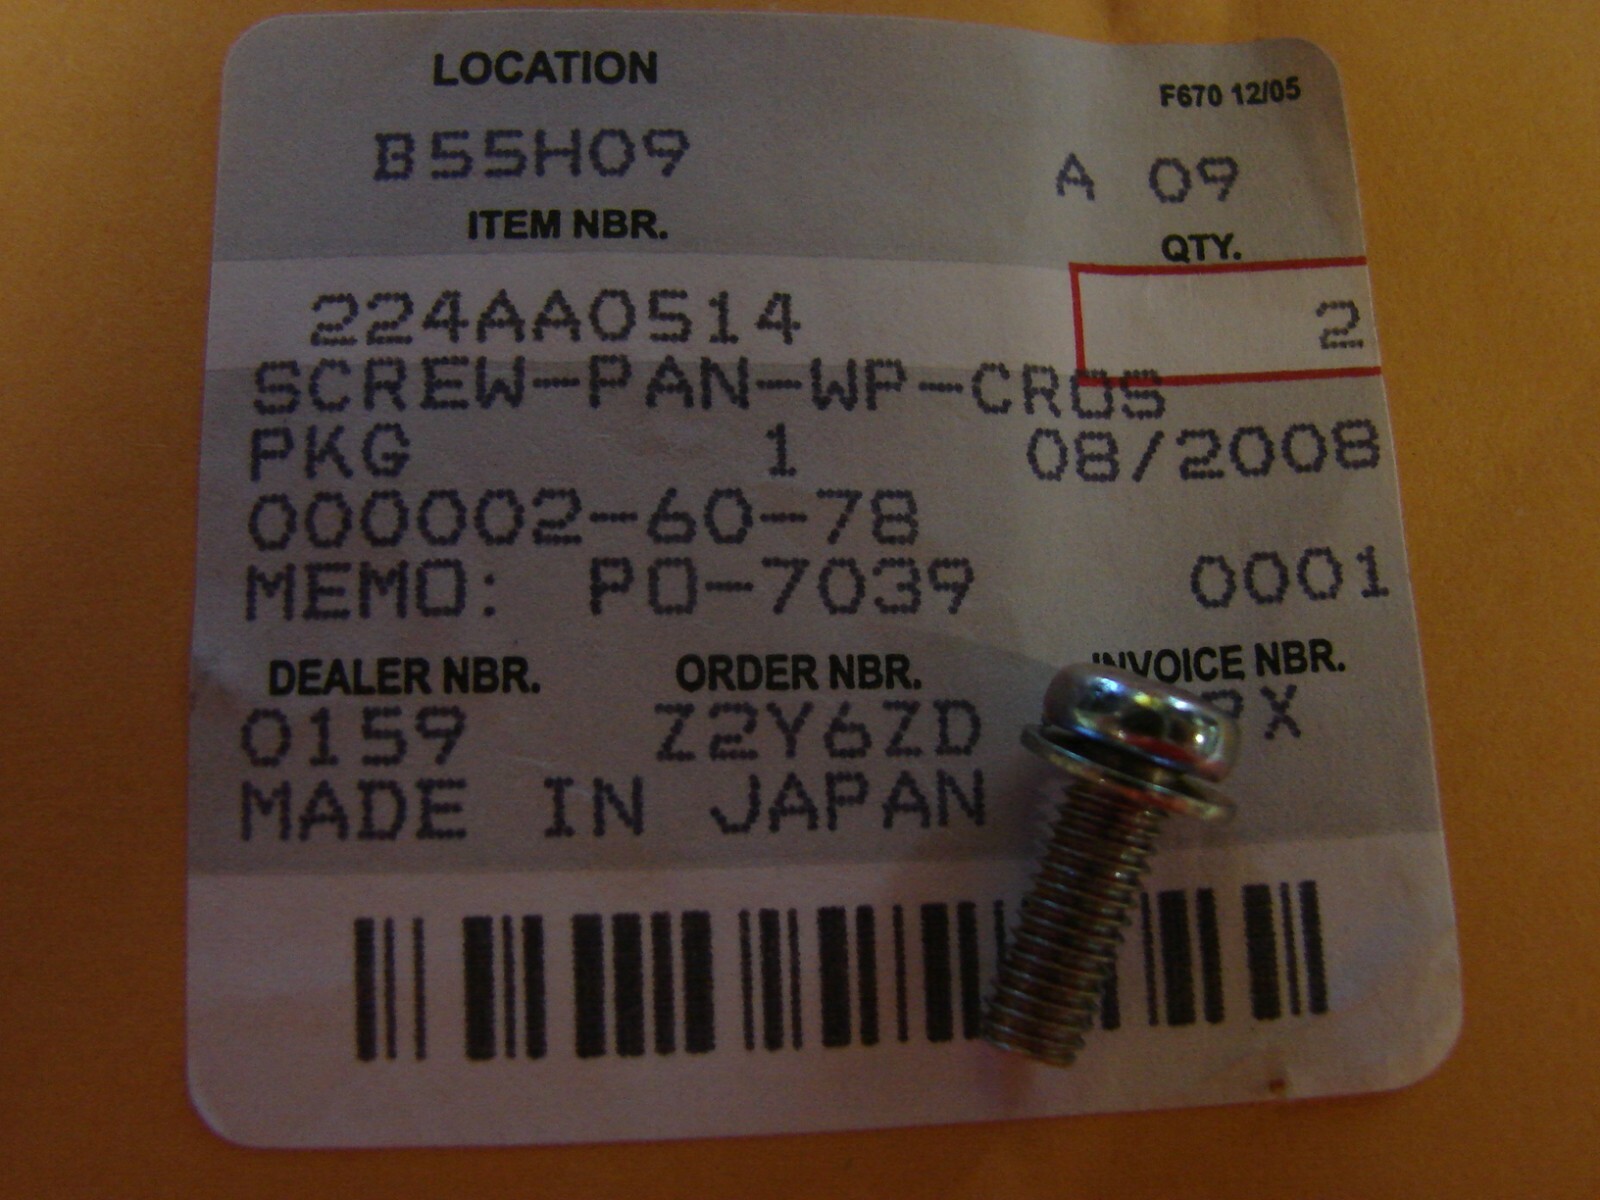 LOCATION
F670 12/05
B55H09
A 09
ITEM NBR.
QTY.
224AA0514
2
SCREW-PAN-WP-CROS
PKG 1 08/2008
000002-60-78
MEMO: PO-7039 0001
DEALER NBR. ORDER NBR. INVOICE NBR.
0159 Z2Y6ZD
MADE IN JAPAN